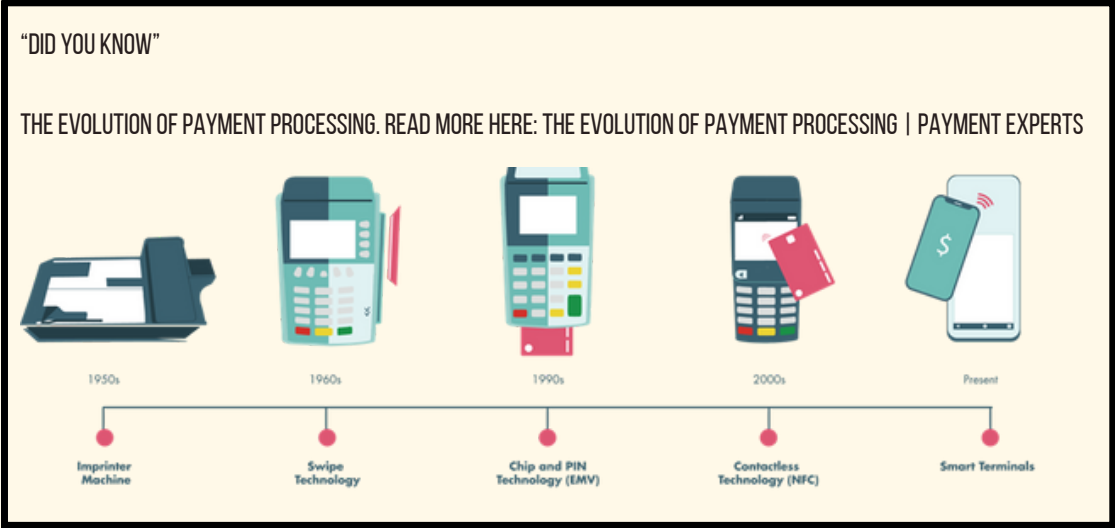 “DID YOU KNOW”
THE EVOLUTION OF PAYMENT PROCESSING. READ MORE HERE: THE EVOLUTION OF PAYMENT PROCESSING | PAYMENT EXPERTS
$
1950s
1960s
1990s
2000s
Present
Imprinter
Machine
Swipe
Technology
Chip and PIN
Technology (EMV)
Contactless
Technology (NFC)
Smart Terminals